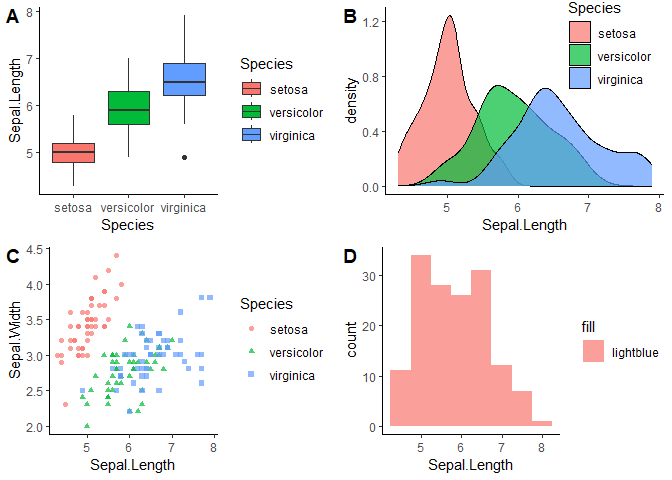 A
Sepal.Length
8
7
6
5
setosa versicolor virginica
Species
Species
setosa
versicolor
virginica
B
density
1.2
0.8
0.4
0.0
5 6 7 8
Sepal.Length
Species
setosa
versicolor
virginica
C
Sepal.Width
4.5
4.0
3.5
3.0
2.5
2.0
5 6 7 8
Sepal.Length
Species
setosa
versicolor
virginica
D
count
30
20
10
0
5 6 7 8
Sepal.Length
fill
lightblue